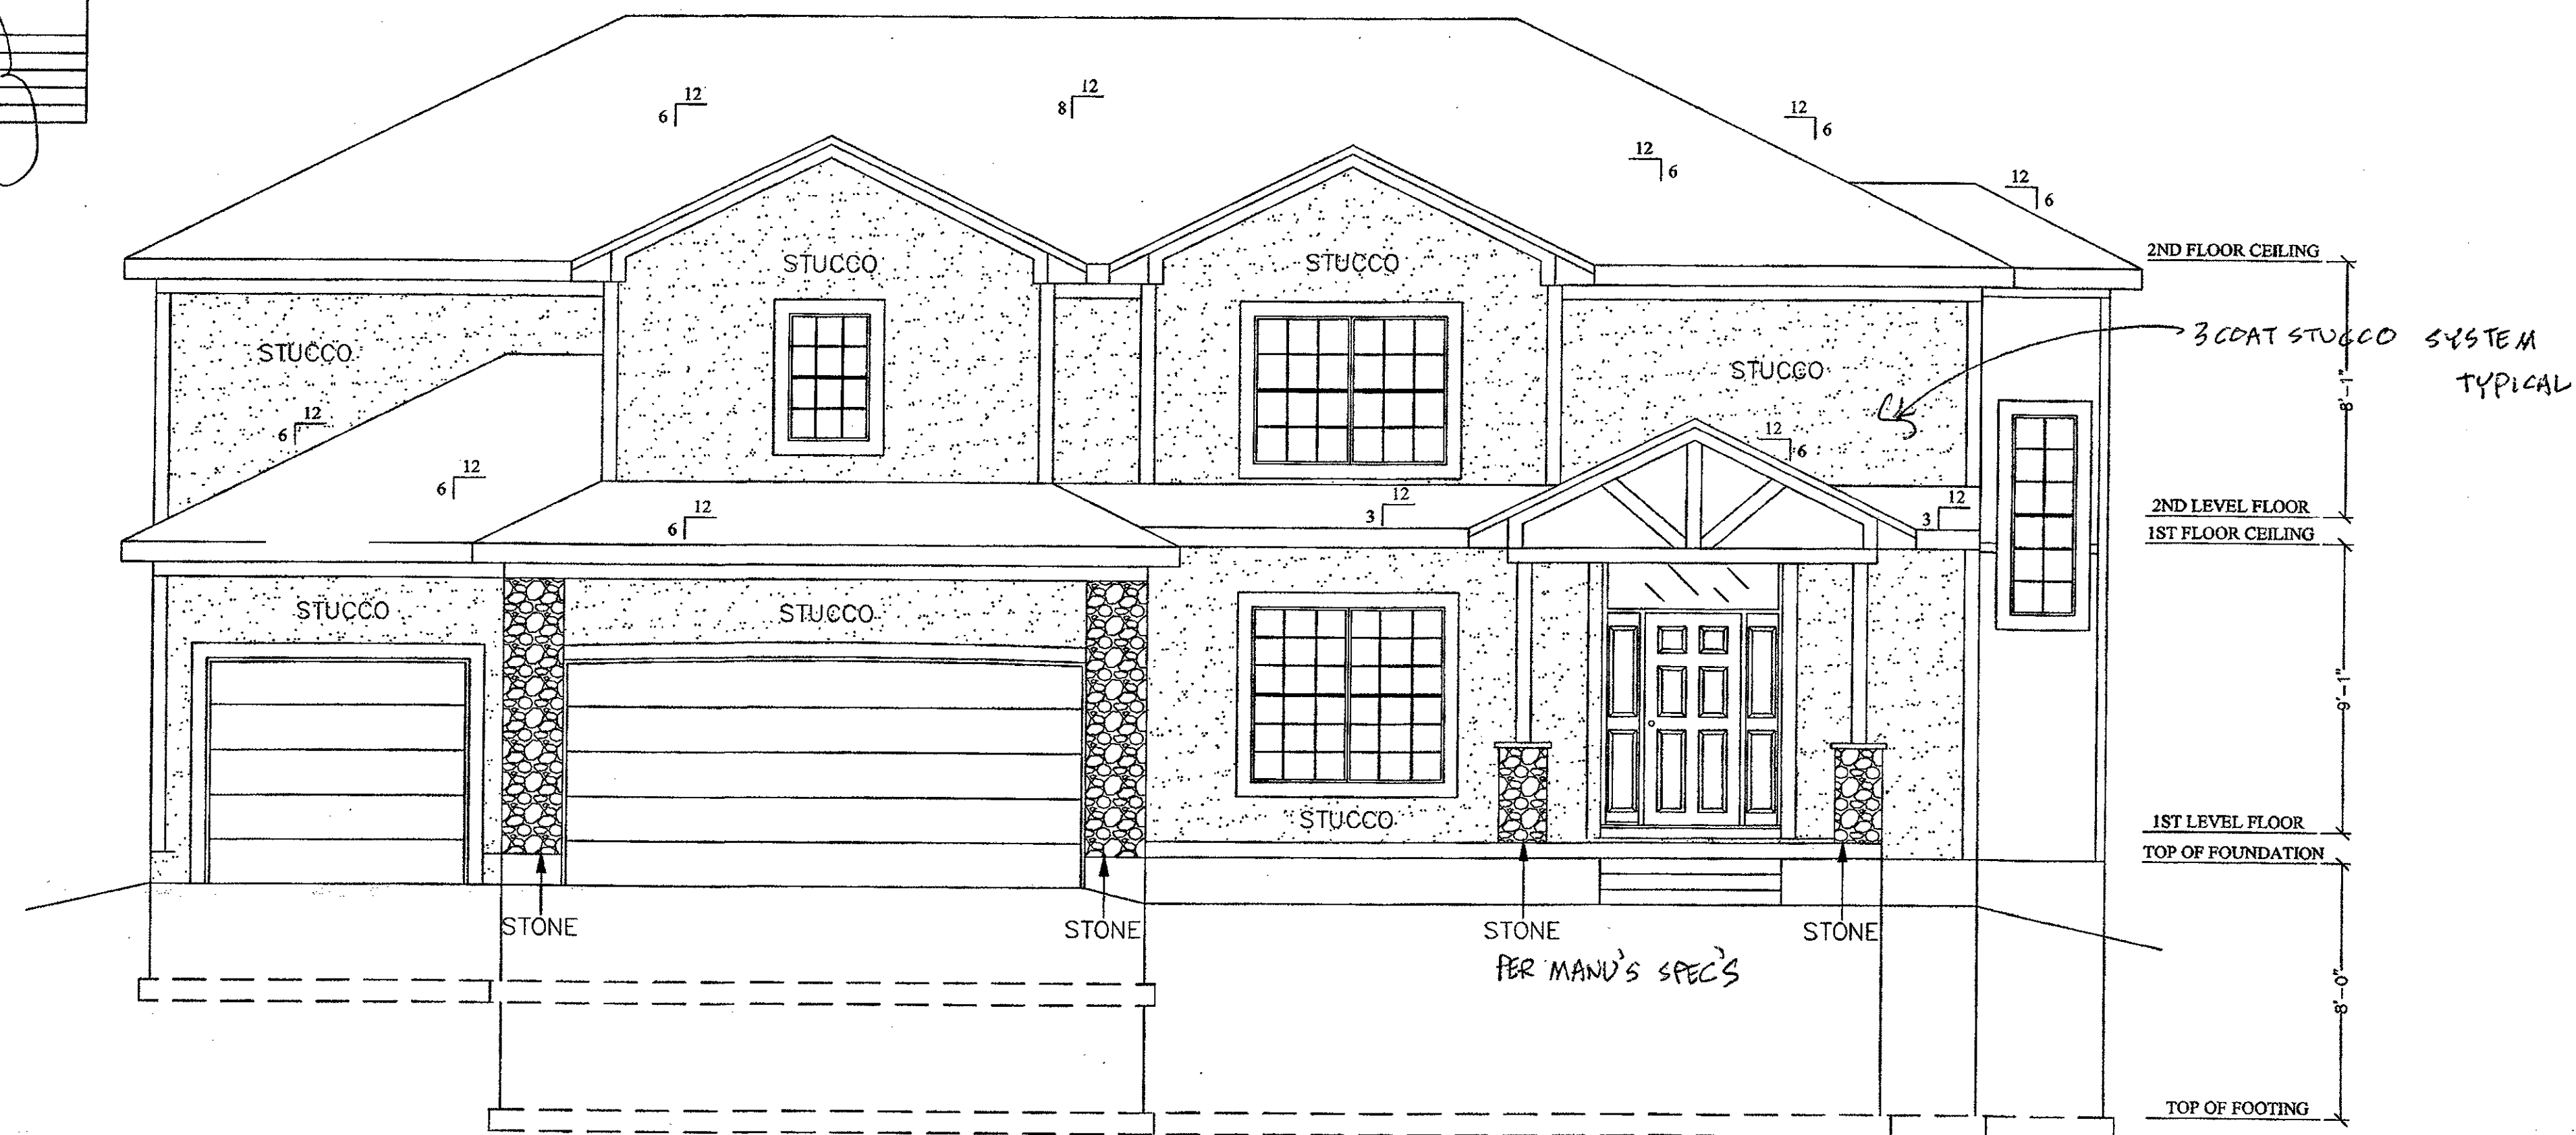 12
6
12
8
12
6
12
6
12
6
2ND FLOOR CEILING
STUCCO
STUCCO
3 COAT STUCCO SYSTEM
TYPICAL
STUCCO
STUCCO
8'-1"
12
6
12
6
12
6
12
3
12
3
12
6
2ND LEVEL FLOOR
1ST FLOOR CEILING
STUCCO
STUCCO
9'-1"
STUCCO
1ST LEVEL FLOOR
TOP OF FOUNDATION
STONE
STONE
STONE
STONE
PER MANU'S SPEC'S
8'-0"
TOP OF FOOTING